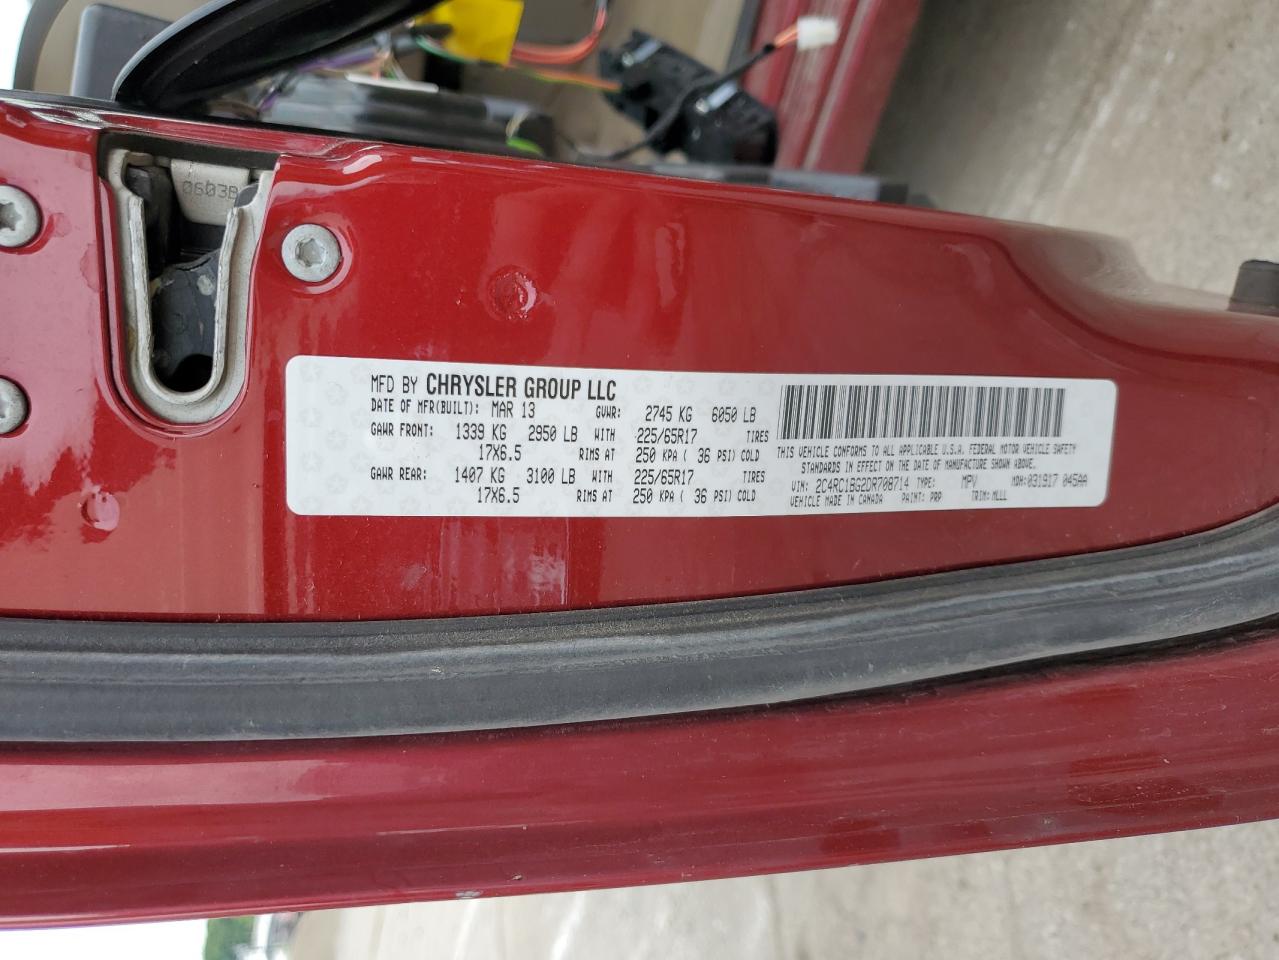 0603B
MFD BY CHRYSLER GROUP LLC
DATE OF MFR(BUILT): MAR 13 GVWR: 2745 KG 6050 LB
GAWR FRONT: 1339 KG 2950 LB WITH 225/65R17 TIRES
17X6.5 RIMS AT 250 KPA ( 36 PSI) COLD
GAWR REAR: 1407 KG 3100 LB WITH 225/65R17 TIRES
17X6.5 RIMS AT 250 KPA ( 36 PSI) COLD
THIS VEHICLE CONFORMS TO ALL APPLICABLE U.S.A. FEDERAL MOTOR VEHICLE SAFETY
STANDARDS IN EFFECT ON THE DATE OF MANUFACTURE SHOWN ABOVE.
VIN: 2C4RC1BG2DR708714 TYPE: MPV MDH:031917 045AA
VEHICLE MADE IN CANADA PAINT: PRP TRIM: MLLL